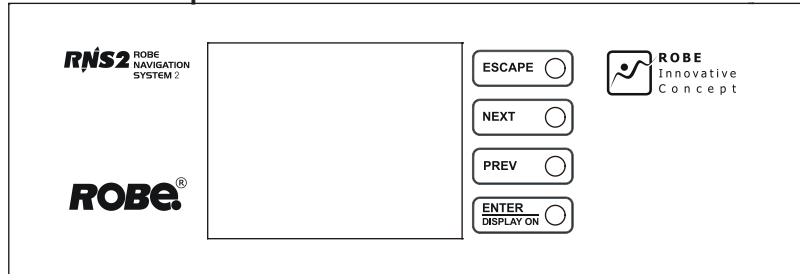 RNS2 ROBE
NAVIGATION
SYSTEM 2
ROBE®
ESCAPE
NEXT
PREV
ENTER
DISPLAY ON
ROBE
Innovative
Concept